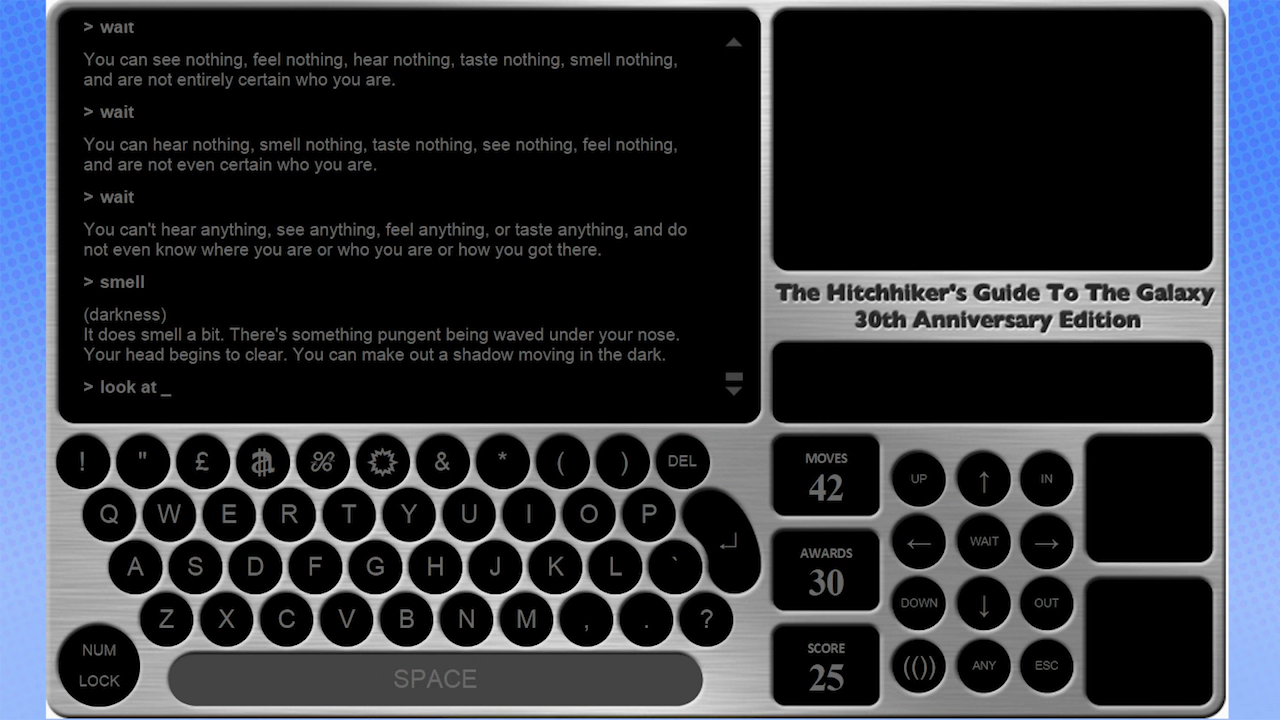 > wait
You can see nothing, feel nothing, hear nothing, taste nothing, smell nothing,
and are not entirely certain who you are.
> wait
You can hear nothing, smell nothing, taste nothing, see nothing, feel nothing,
and are not even certain who you are.
> wait
You can't hear anything, see anything, feel anything, or taste anything, and do
not even know where you are or who you are or how you got there.
> smell
(darkness)
It does smell a bit. There's something pungent being waved under your nose.
Your head begins to clear. You can make out a shadow moving in the dark.
> look at _
The Hitchhiker's Guide To The Galaxy
30th Anniversary Edition
! " £ & * ( ) DEL
Q W E R T Y U I O P
A S D F G H J K L `
Z X C V B N M , . ?
NUM
LOCK
SPACE
MOVES
42
AWARDS
30
SCORE
25
UP ↑ IN
← WAIT →
DOWN ↓ OUT
(()) ANY ESC